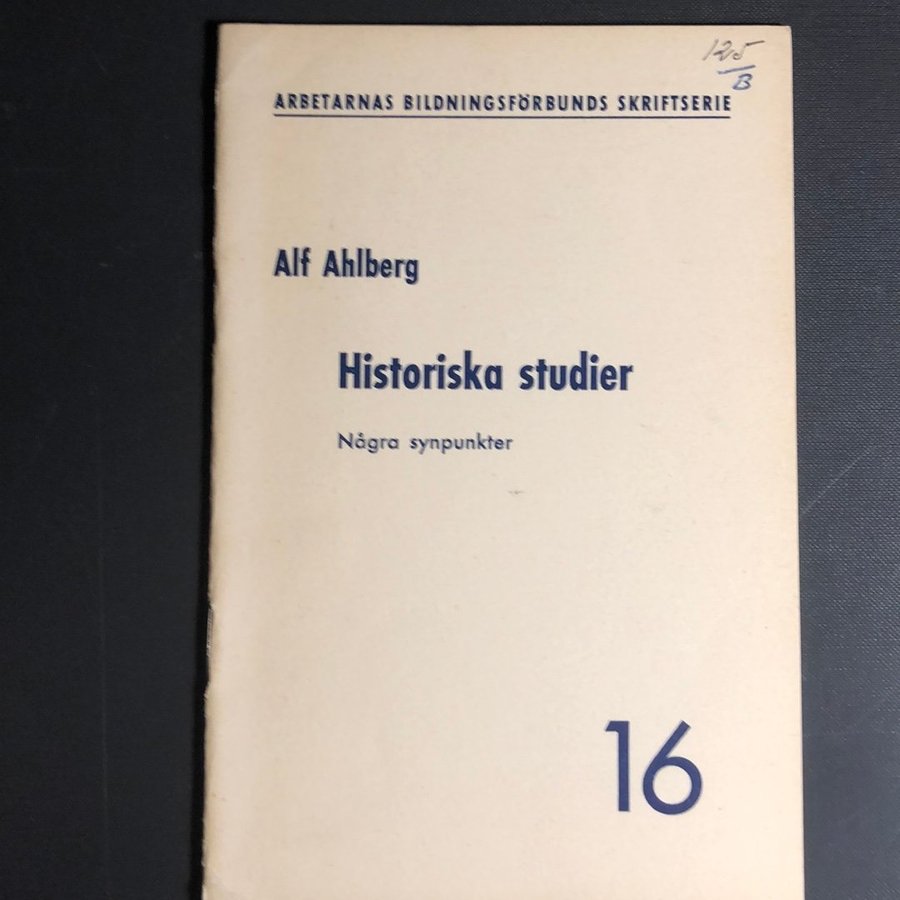 125
B
ARBETARNAS BILDNINGSFÖRBUNDS SKRIFTSERIE
Alf Ahlberg
Historiska studier
Några synpunkter
16